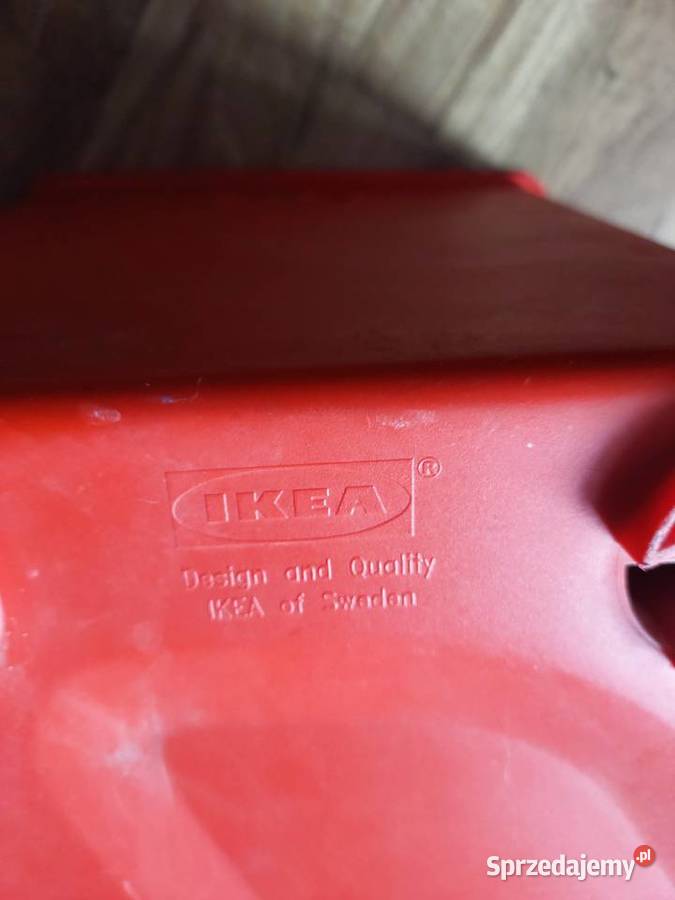 IKEA®
Design and Quality
IKEA of Sweden
Sprzedajemy.pl